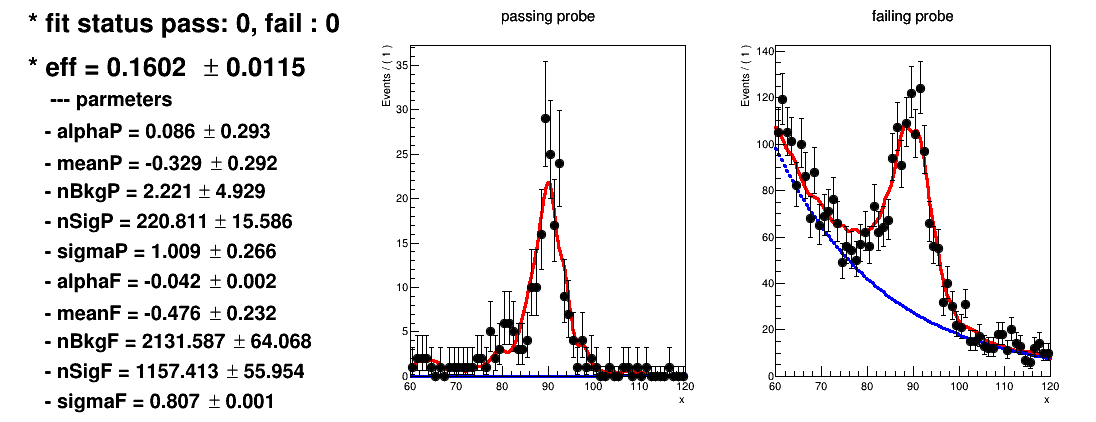 * fit status pass: 0, fail : 0
* eff = 0.1602 ± 0.0115
--- parmeters
- alphaP = 0.086 ± 0.293
- meanP = -0.329 ± 0.292
- nBkgP = 2.221 ± 4.929
- nSigP = 220.811 ± 15.586
- sigmaP = 1.009 ± 0.266
- alphaF = -0.042 ± 0.002
- meanF = -0.476 ± 0.232
- nBkgF = 2131.587 ± 64.068
- nSigF = 1157.413 ± 55.954
- sigmaF = 0.807 ± 0.001
passing probe
Events / ( 1 )
35
30
25
20
15
10
5
0
60 70 80 90 100 110 120
x
failing probe
Events / ( 1 )
140
120
100
80
60
40
20
0
60 70 80 90 100 110 120
x